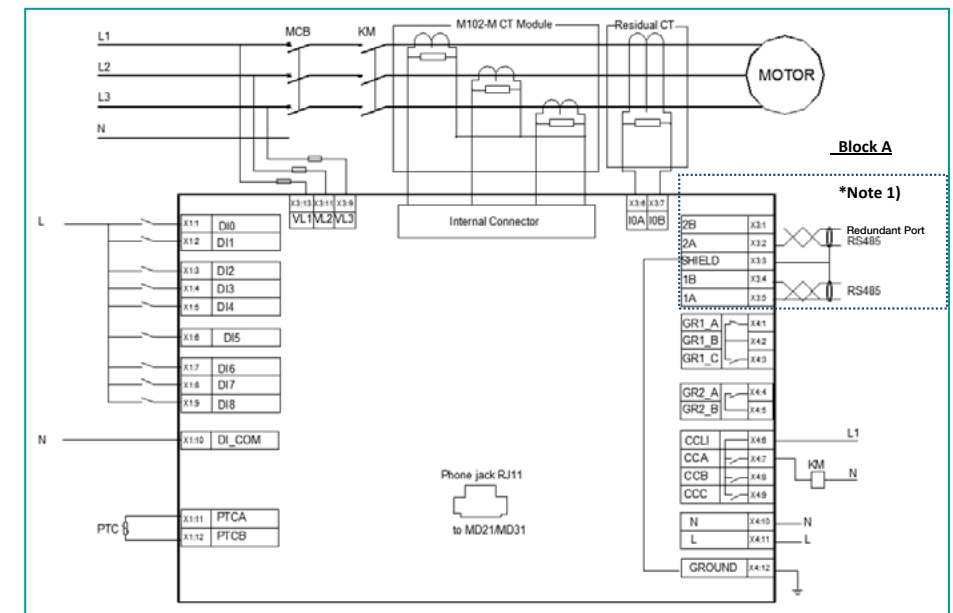 M102-M CT Module
Residual CT
L1
MCB
KM
L2
MOTOR
L3
N
Block A
*Note 1)
X3:13 X3:11 X3:9
VL1 VL2 VL3
Internal Connector
X3:6 X3:7
I0A I0B
L
X1:1 DI0
X1:2 DI1
X1:3 DI2
X1:4 DI3
X1:5 DI4
X1:6 DI5
X1:7 DI6
X1:8 DI7
X1:9 DI8
N
X1:10 DI_COM
PTC
X1:11 PTCA
X1:12 PTCB
Phone jack RJ11
to MD21/MD31
2B X3:1
2A X3:2
SHIELD X3:3
1B X3:4
1A X3:5
Redundant Port
RS485
RS485
GR1_A X4:1
GR1_B X4:2
GR1_C X4:3
GR2_A X4:4
GR2_B X4:5
CCLI X4:6 L1
CCA X4:7
CCB X4:8
CCC X4:9
KM
N
N X4:10 N
L X4:11 L
GROUND X4:12